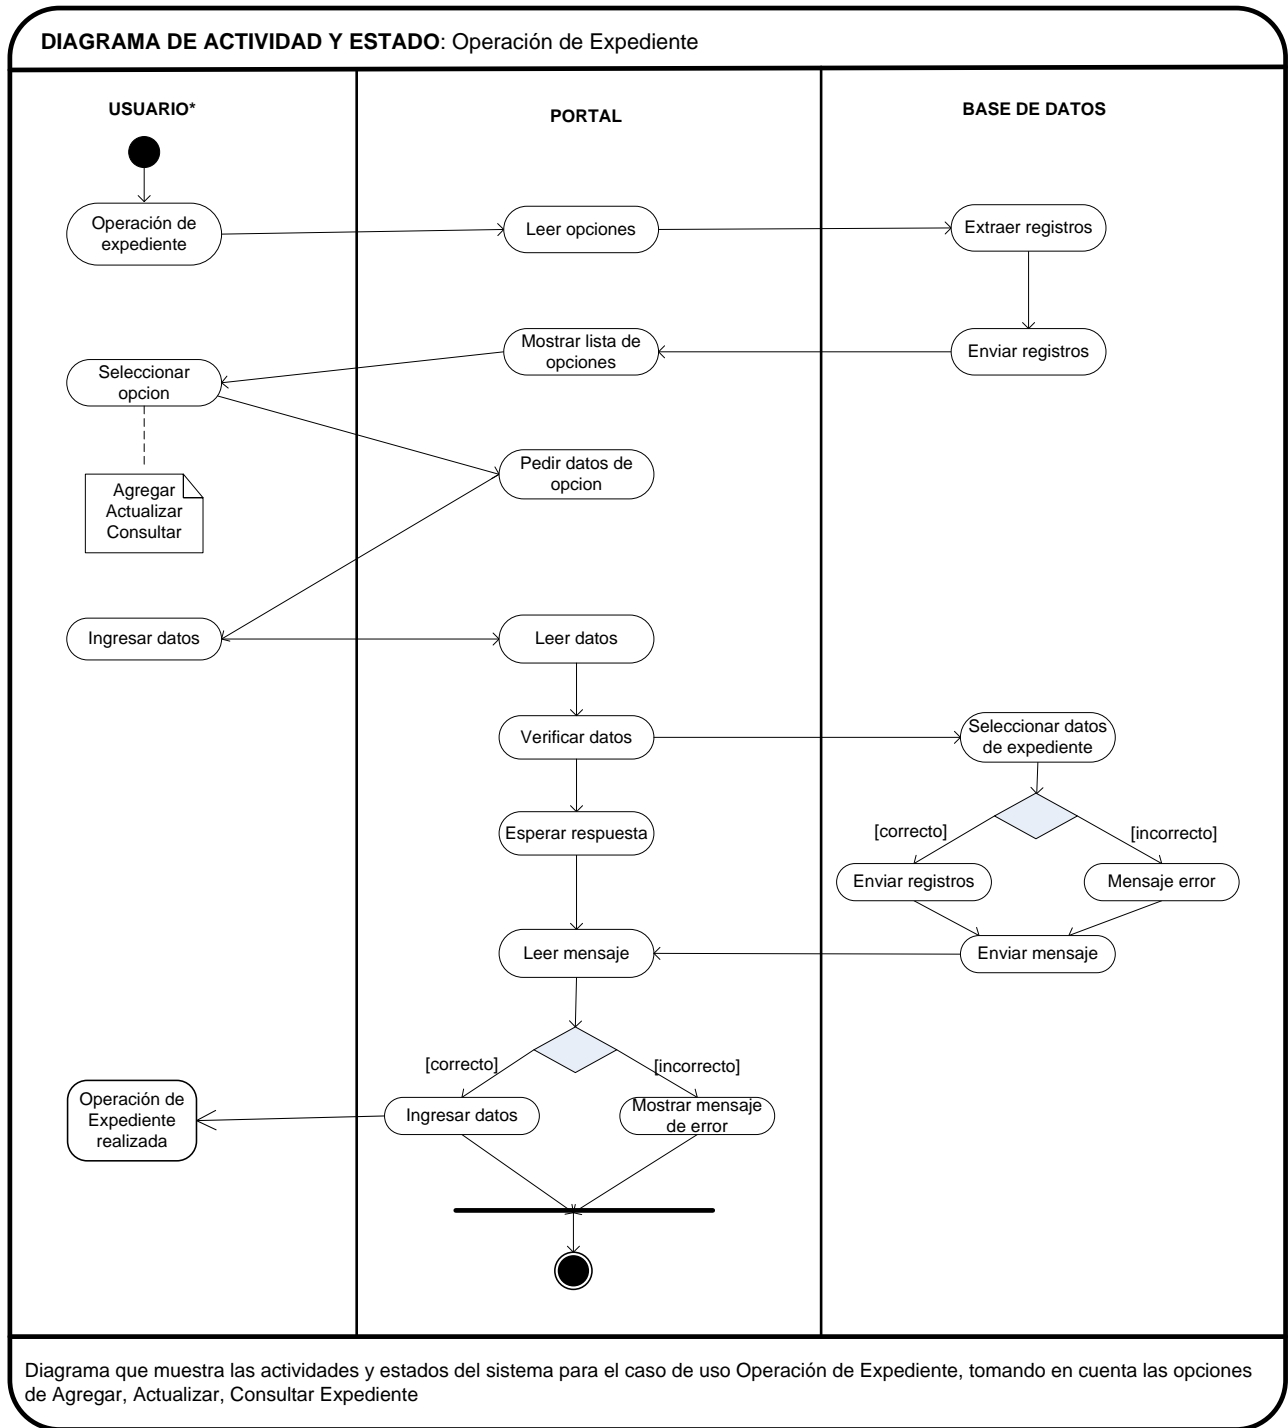 DIAGRAMA DE ACTIVIDAD Y ESTADO: Operación de Expediente
USUARIO*
PORTAL
BASE DE DATOS
Operación de
expediente
Leer opciones
Extraer registros
Mostrar lista de
opciones
Enviar registros
Seleccionar
opcion
Pedir datos de
opcion
Agregar
Actualizar
Consultar
Ingresar datos
Leer datos
Verificar datos
Seleccionar datos
de expediente
Esperar respuesta
[correcto]
[incorrecto]
Enviar registros
Mensaje error
Leer mensaje
Enviar mensaje
[correcto]
[incorrecto]
Operación de
Expediente
realizada
Ingresar datos
Mostrar mensaje
de error
Diagrama que muestra las actividades y estados del sistema para el caso de uso Operación de Expediente, tomando en cuenta las opciones
de Agregar, Actualizar, Consultar Expediente